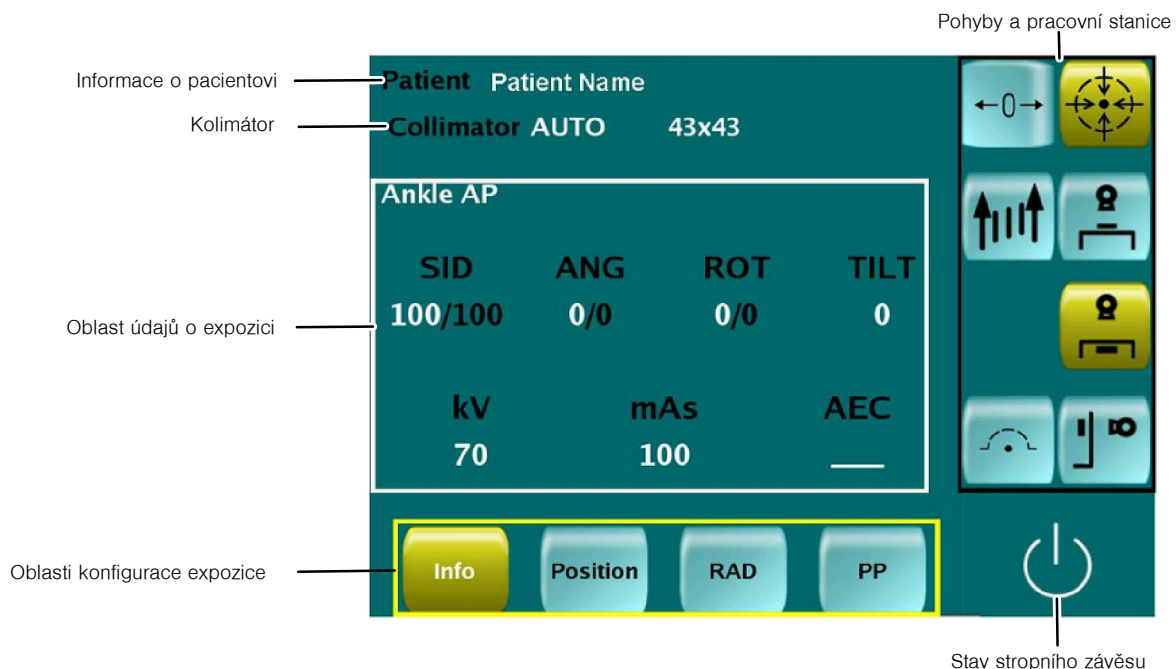 Pohyby a pracovní stanice
Informace o pacientovi
Patient Patient Name
←0→
Kolimátor
Collimator AUTO 43x43
Ankle AP
SID ANG ROT TILT
Oblast údajů o expozici
100/100 0/0 0/0 0
kV mAs AEC
70 100
Oblasti konfigurace expozice
Info Position RAD PP
Stav stropního závěsu